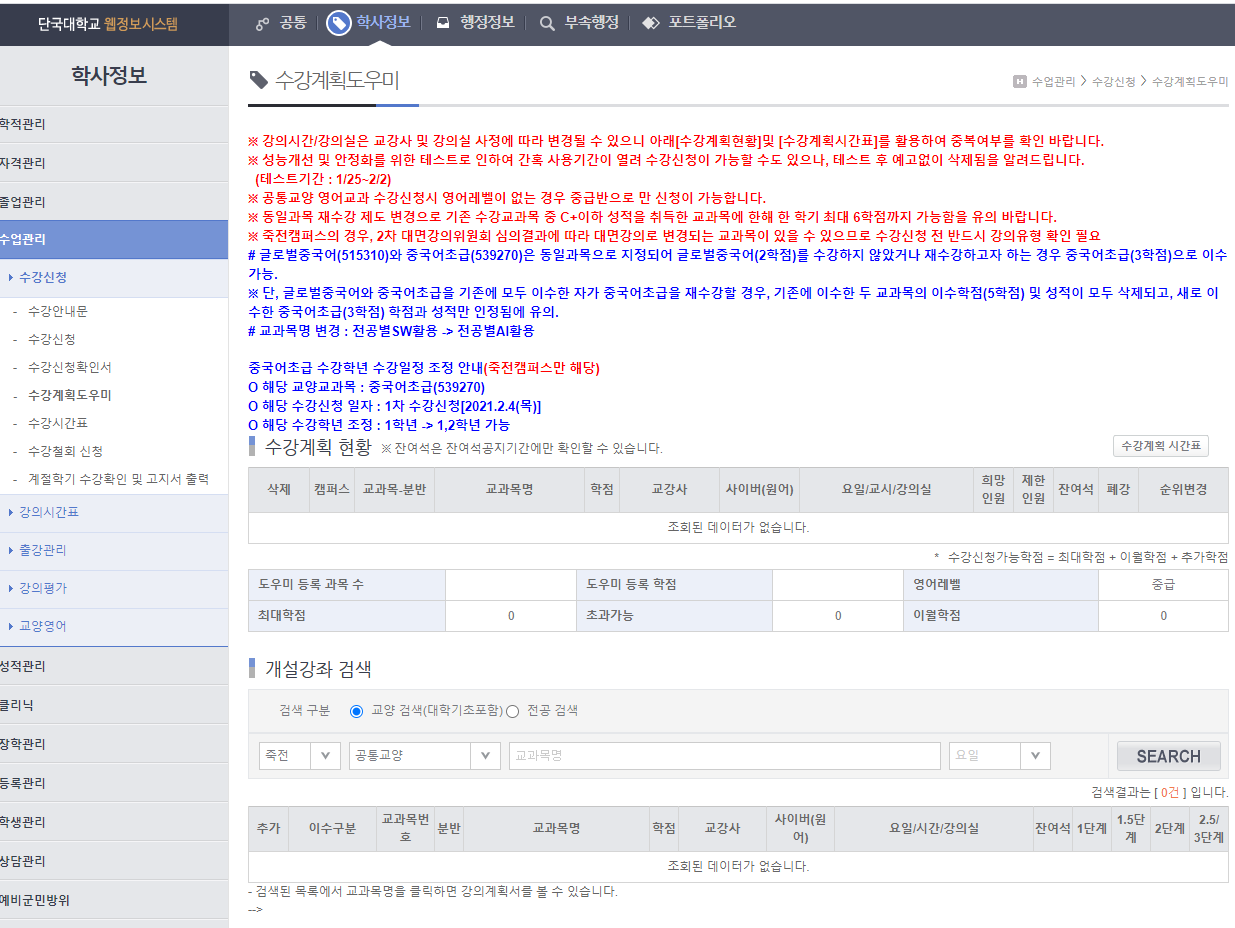 단국대학교 웹정보시스템
공통 학사정보 행정정보 부속행정 포트폴리오
학사정보
학적관리
자격관리
졸업관리
수업관리
수강신청
- 수강안내문
- 수강신청
- 수강신청확인서
- 수강계획도우미
- 수강시간표
- 수강철회 신청
- 계절학기 수강확인 및 고지서 출력
강의시간표
출강관리
강의평가
교양영어
성적관리
클리닉
장학관리
등록관리
학생관리
상담관리
예비군민방위
수강계획도우미
H 수업관리 > 수강신청 > 수강계획도우미
※ 강의시간/강의실은 교강사 및 강의실 사정에 따라 변경될 수 있으니 아래[수강계획현황]및 [수강계획시간표]를 활용하여 중복여부를 확인 바랍니다.
※ 성능개선 및 안정화를 위한 테스트로 인하여 간혹 사용기간이 열려 수강신청이 가능할 수도 있으나, 테스트 후 예고없이 삭제됨을 알려드립니다.
(테스트기간 : 1/25~2/2)
※ 공통교양 영어교과 수강신청시 영어레벨이 없는 경우 중급반으로 만 신청이 가능합니다.
※ 동일과목 재수강 제도 변경으로 기존 수강교과목 중 C+이하 성적을 취득한 교과목에 한해 한 학기 최대 6학점까지 가능함을 유의 바랍니다.
※ 죽전캠퍼스의 경우, 2차 대면강의위원회 심의결과에 따라 대면강의로 변경되는 교과목이 있을 수 있으므로 수강신청 전 반드시 강의유형 확인 필요
# 글로벌중국어(515310)와 중국어초급(539270)은 동일과목으로 지정되어 글로벌중국어(2학점)를 수강하지 않았거나 재수강하고자 하는 경우 중국어초급(3학점)으로 이수
가능.
※ 단, 글로벌중국어와 중국어초급을 기존에 모두 이수한 자가 중국어초급을 재수강할 경우, 기존에 이수한 두 교과목의 이수학점(5학점) 및 성적이 모두 삭제되고, 새로 이
수한 중국어초급(3학점) 학점과 성적만 인정됨에 유의.
# 교과목명 변경 : 전공별SW활용 -> 전공별AI활용
중국어초급 수강학년 수강일정 조정 안내(죽전캠퍼스만 해당)
O 해당 교양교과목 : 중국어초급(539270)
O 해당 수강신청 일자 : 1차 수강신청[2021.2.4(목)]
O 해당 수강학년 조정 : 1학년 -> 1,2학년 가능
수강계획 현황 ※ 잔여석은 잔여석공지기간에만 확인할 수 있습니다. 수강계획 시간표
삭제 캠퍼스 교과목-분반 교과목명 학점 교강사 사이버(원어) 요일/교시/강의실 희망인원 제한인원 잔여석 폐강 순위변경
조회된 데이터가 없습니다.
* 수강신청가능학점 = 최대학점 + 이월학점 + 추가학점
도우미 등록 과목 수 도우미 등록 학점 영어레벨 중급
최대학점 0 초과가능 0 이월학점 0
개설강좌 검색
검색 구분 교양 검색(대학기초포함) 전공 검색
죽전 공통교양 교과목명 요일 SEARCH
검색결과는 [ 0건 ] 입니다.
추가 이수구분 교과목번호 분반 교과목명 학점 교강사 사이버(원어) 요일/시간/강의실 잔여석 1단계 1.5단계 2단계 2.5/3단계
조회된 데이터가 없습니다.
- 검색된 목록에서 교과목명을 클릭하면 강의계획서를 볼 수 있습니다.
-->